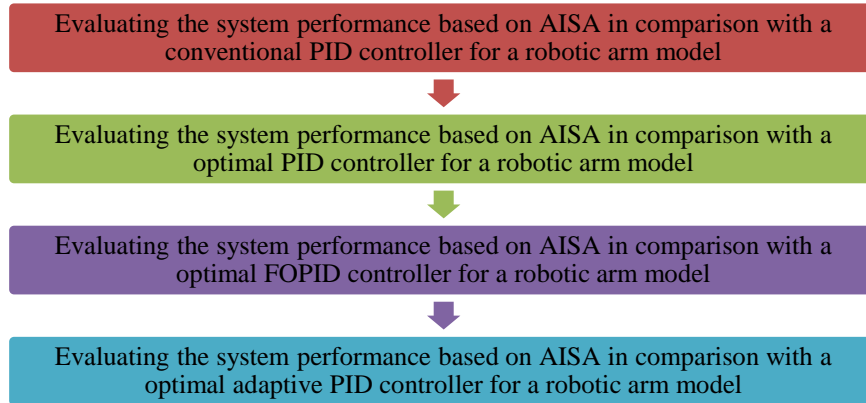 Evaluating the system performance based on AISA in comparison with a
conventional PID controller for a robotic arm model
Evaluating the system performance based on AISA in comparison with a
optimal PID controller for a robotic arm model
Evaluating the system performance based on AISA in comparison with a
optimal FOPID controller for a robotic arm model
Evaluating the system performance based on AISA in comparison with a
optimal adaptive PID controller for a robotic arm model